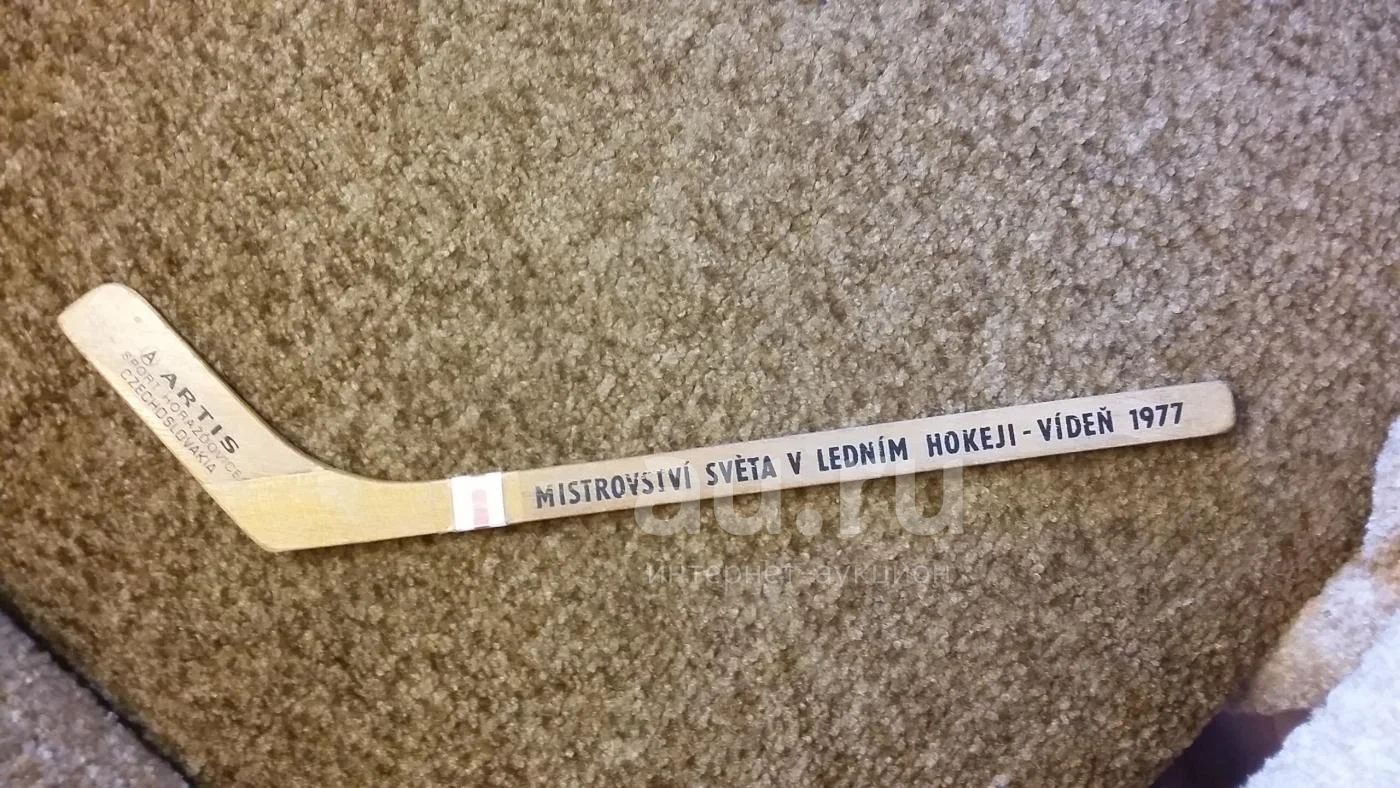 A ARTIS
SPORT HORAŽĎOVICE
CZECHOSLOVAKIA
MISTROVSTVÍ SVĚTA V LEDNÍM HOKEJI - VÍDEŇ 1977
au.ru
интернет-аукцион